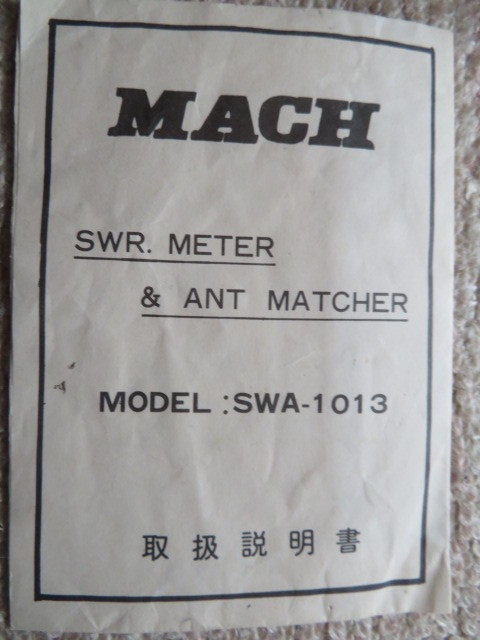 MACH
SWR. METER
& ANT MATCHER
MODEL : SWA-1013
取扱説明書